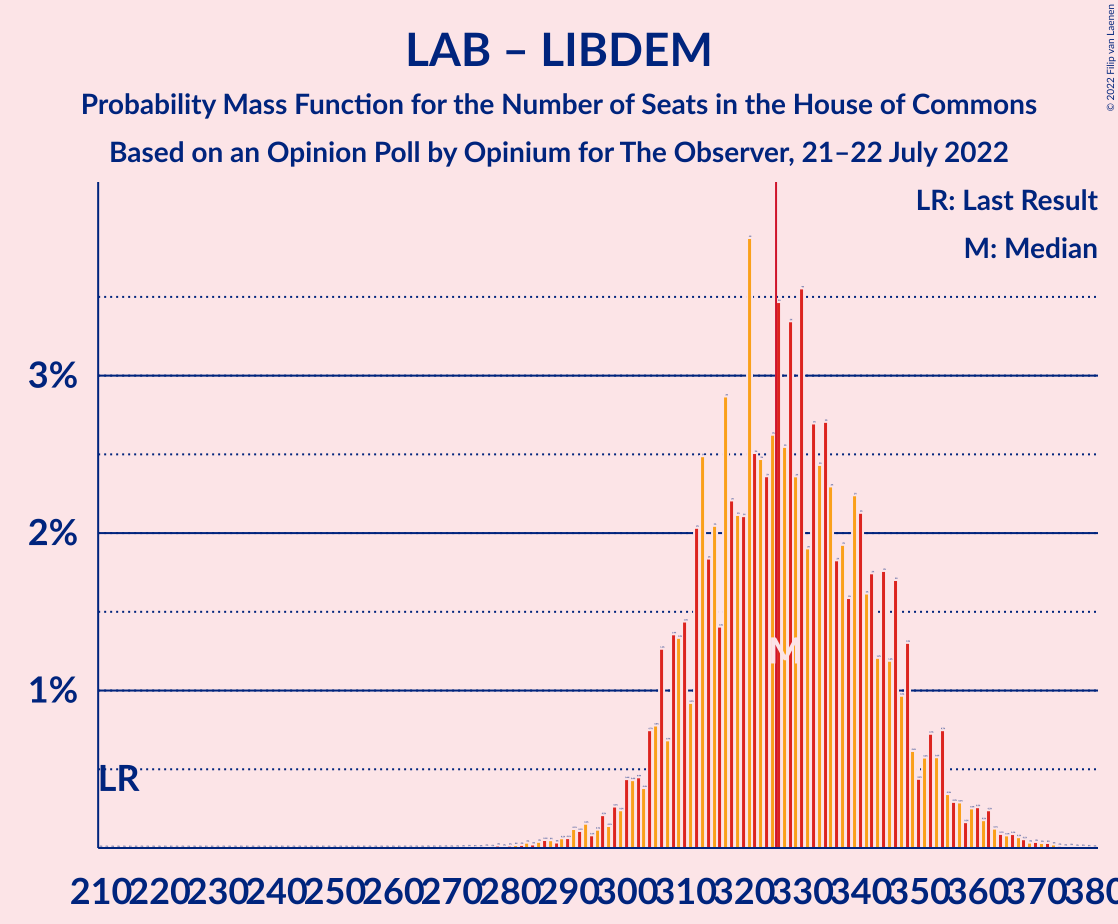 LAB – LIBDEM
Probability Mass Function for the Number of Seats in the House of Commons
Based on an Opinion Poll by Opinium for The Observer, 21–22 July 2022
© 2022 Filip van Laenen
LR: Last Result
M: Median
3%
2%
1%
M
LR
210 220 230 240 250 260 270 280 290 300 310 320 330 340 350 360 370 380